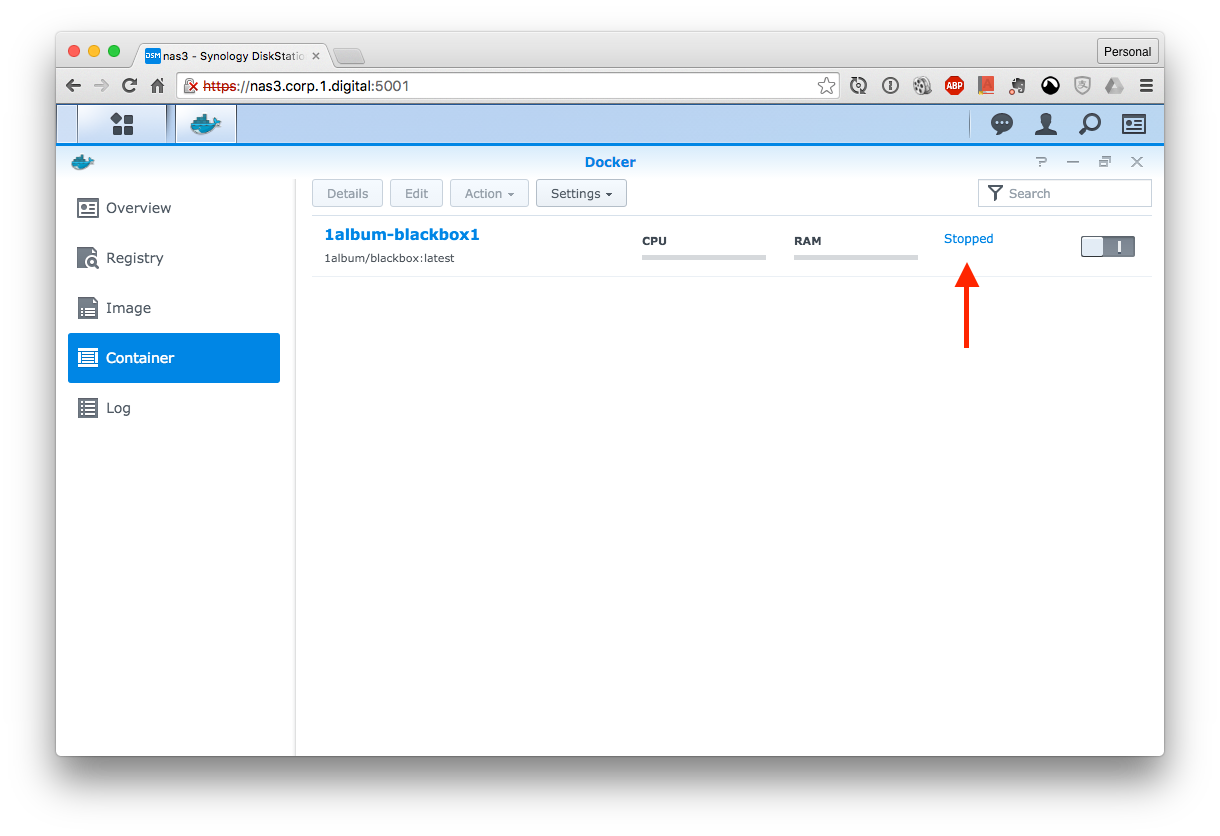 DSM nas3 - Synology DiskStatio
Personal
https://nas3.corp.1.digital:5001
ABP
Docker
Overview
Registry
Image
Container
Log
Details Edit Action Settings Search
1album-blackbox1
1album/blackbox:latest
CPU RAM Stopped